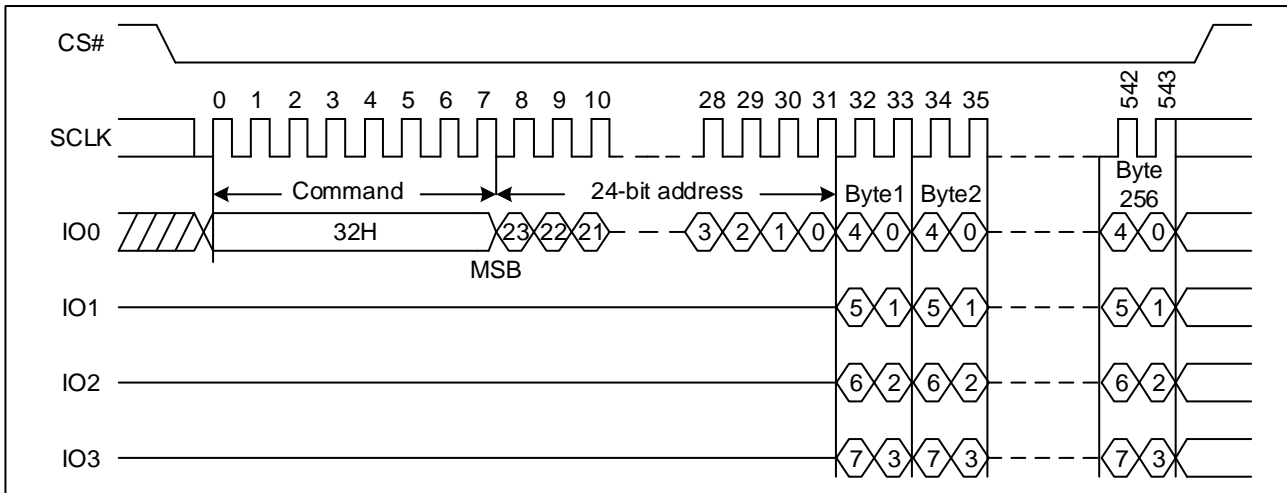 CS#
0 1 2 3 4 5 6 7 8 9 10 28 29 30 31 32 33 34 35 542 543
SCLK
Command 24-bit address Byte1 Byte2 Byte
256
IO0 32H 23 22 21 3 2 1 0 4 0 4 0 4 0
MSB
IO1 5 1 5 1 5 1
IO2 6 2 6 2 6 2
IO3 7 3 7 3 7 3